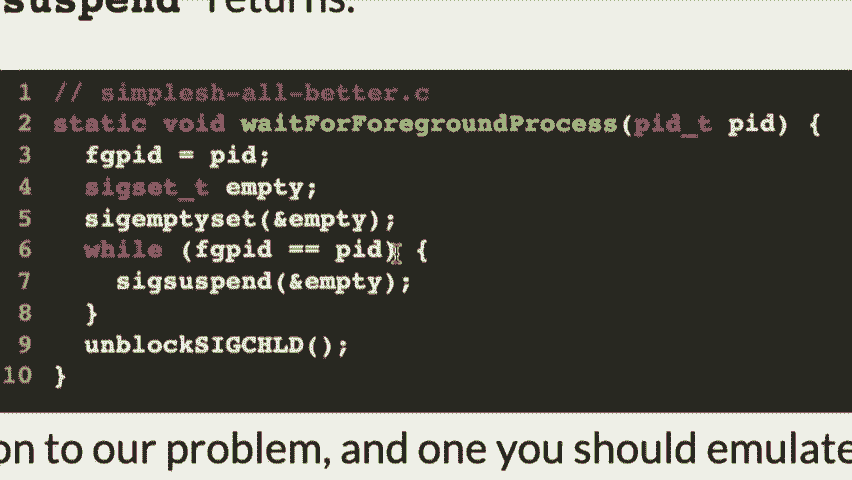 suspend returns.
1 // simplesh-all-better.c
2 static void waitForForegroundProcess(pid_t pid) {
3 fgpid = pid;
4 sigset_t empty;
5 sigemptyset(&empty);
6 while (fgpid == pid) {
7 sigsuspend(&empty);
8 }
9 unblockSIGCHLD();
10 }
on to our problem, and one you should emulate